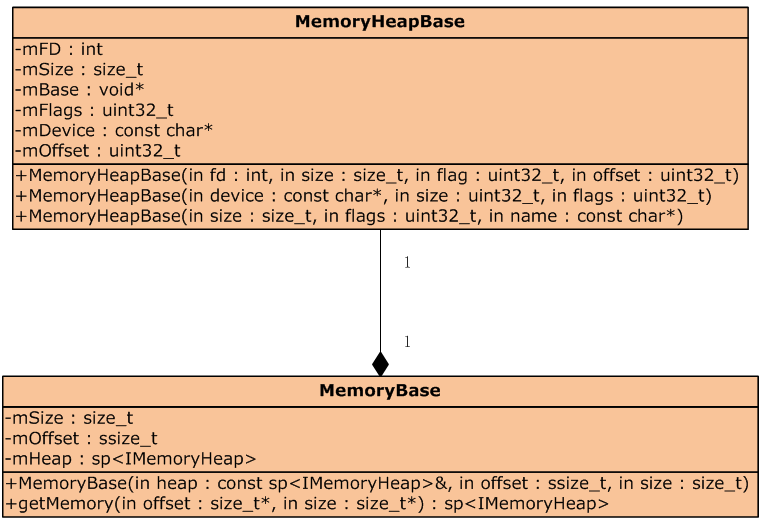 MemoryHeapBase
-mFD : int
-mSize : size_t
-mBase : void*
-mFlags : uint32_t
-mDevice : const char*
-mOffset : uint32_t
+MemoryHeapBase(in fd : int, in size : size_t, in flag : uint32_t, in offset : uint32_t)
+MemoryHeapBase(in device : const char*, in size : uint32_t, in flags : uint32_t)
+MemoryHeapBase(in size : size_t, in flags : uint32_t, in name : const char*)
1
1
MemoryBase
-mSize : size_t
-mOffset : ssize_t
-mHeap : sp<IMemoryHeap>
+MemoryBase(in heap : const sp<IMemoryHeap>&, in offset : ssize_t, in size : size_t)
+getMemory(in offset : size_t*, in size : size_t*) : sp<IMemoryHeap>